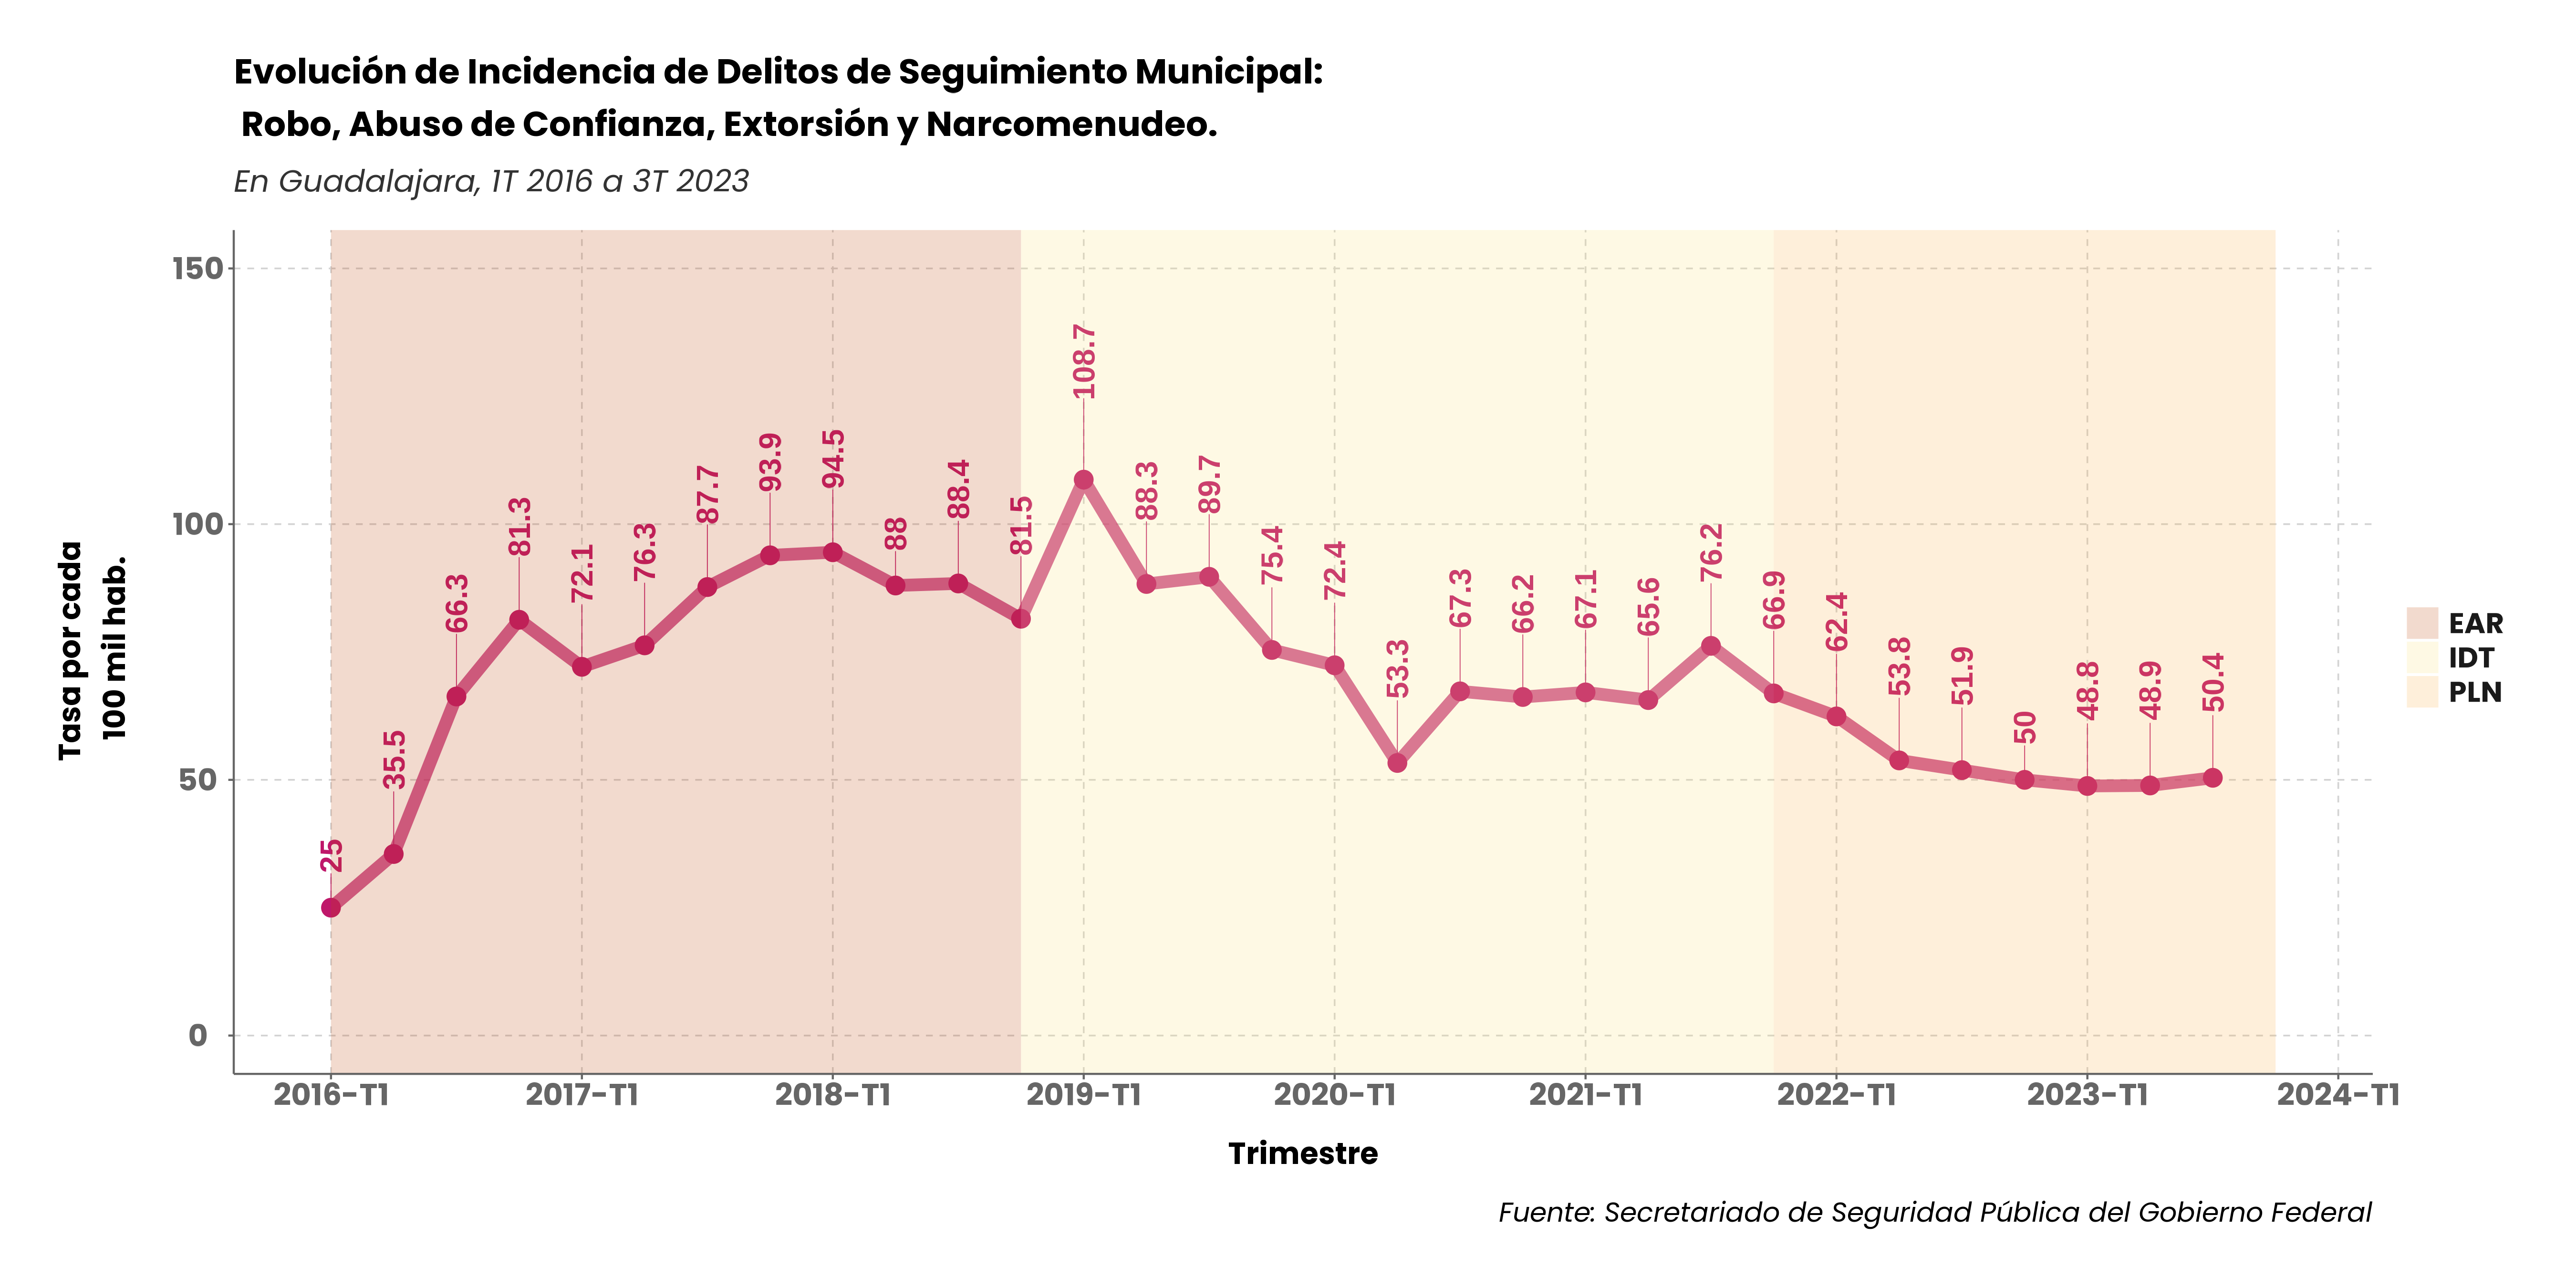 Evolución de Incidencia de Delitos de Seguimiento Municipal:
Robo, Abuso de Confianza, Extorsión y Narcomenudeo.
En Guadalajara, 1T 2016 a 3T 2023
Tasa por cada
100 mil hab.
150
100
50
0
25
35.5
66.3
81.3
72.1
76.3
87.7
93.9
94.5
88
88.4
81.5
108.7
88.3
89.7
75.4
72.4
53.3
67.3
66.2
67.1
65.6
76.2
66.9
62.4
53.8
51.9
50
48.8
48.9
50.4
EAR
IDT
PLN
2016-T1
2017-T1
2018-T1
2019-T1
2020-T1
2021-T1
2022-T1
2023-T1
2024-T1
Trimestre
Fuente: Secretariado de Seguridad Pública del Gobierno Federal